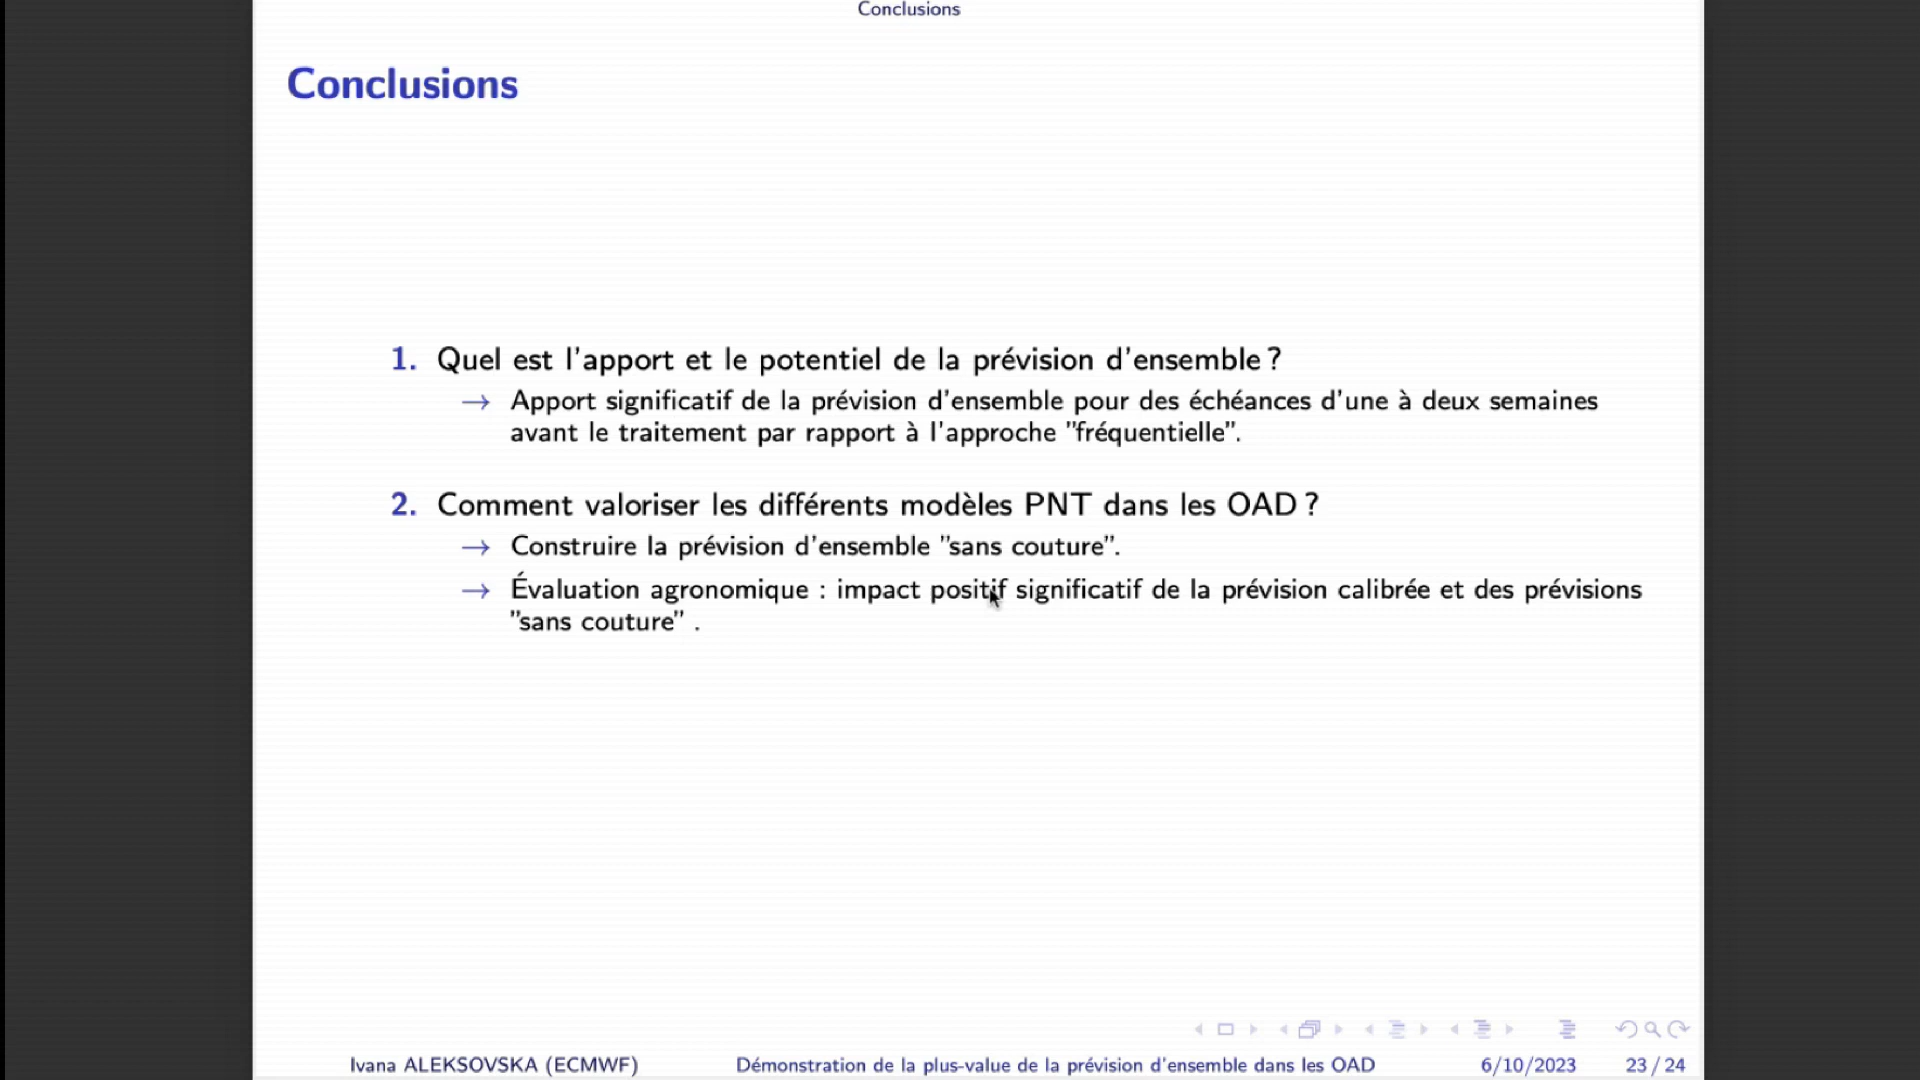 Conclusions
Conclusions
1. Quel est l'apport et le potentiel de la prévision d'ensemble ?
→ Apport significatif de la prévision d'ensemble pour des échéances d'une à deux semaines
avant le traitement par rapport à l'approche "fréquentielle".
2. Comment valoriser les différents modèles PNT dans les OAD ?
→ Construire la prévision d'ensemble "sans couture".
→ Évaluation agronomique : impact positif significatif de la prévision calibrée et des prévisions
"sans couture" .
Ivana ALEKSOVSKA (ECMWF) Démonstration de la plus-value de la prévision d'ensemble dans les OAD 6/10/2023 23 / 24